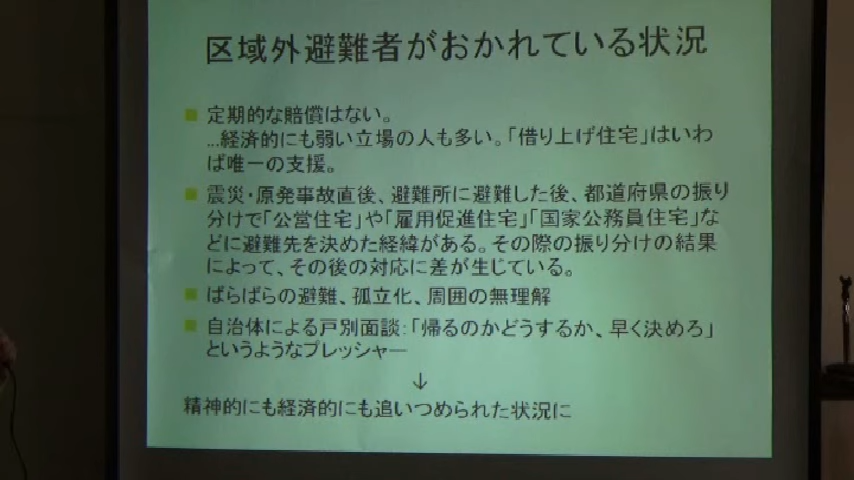 区域外避難者がおかれている状況
定期的な賠償はない。
...経済的にも弱い立場の人も多い。「借り上げ住宅」はいわ
ば唯一の支援。
震災・原発事故直後、避難所に避難した後、都道府県の振り
分けで「公営住宅」や「雇用促進住宅」「国家公務員住宅」な
どに避難先を決めた経緯がある。その際の振り分けの結果
によって、その後の対応に差が生じている。
ばらばらの避難、孤立化、周囲の無理解
自治体による戸別面談:「帰るのかどうするか、早く決めろ」
というようなプレッシャー
↓
精神的にも経済的にも追いつめられた状況に